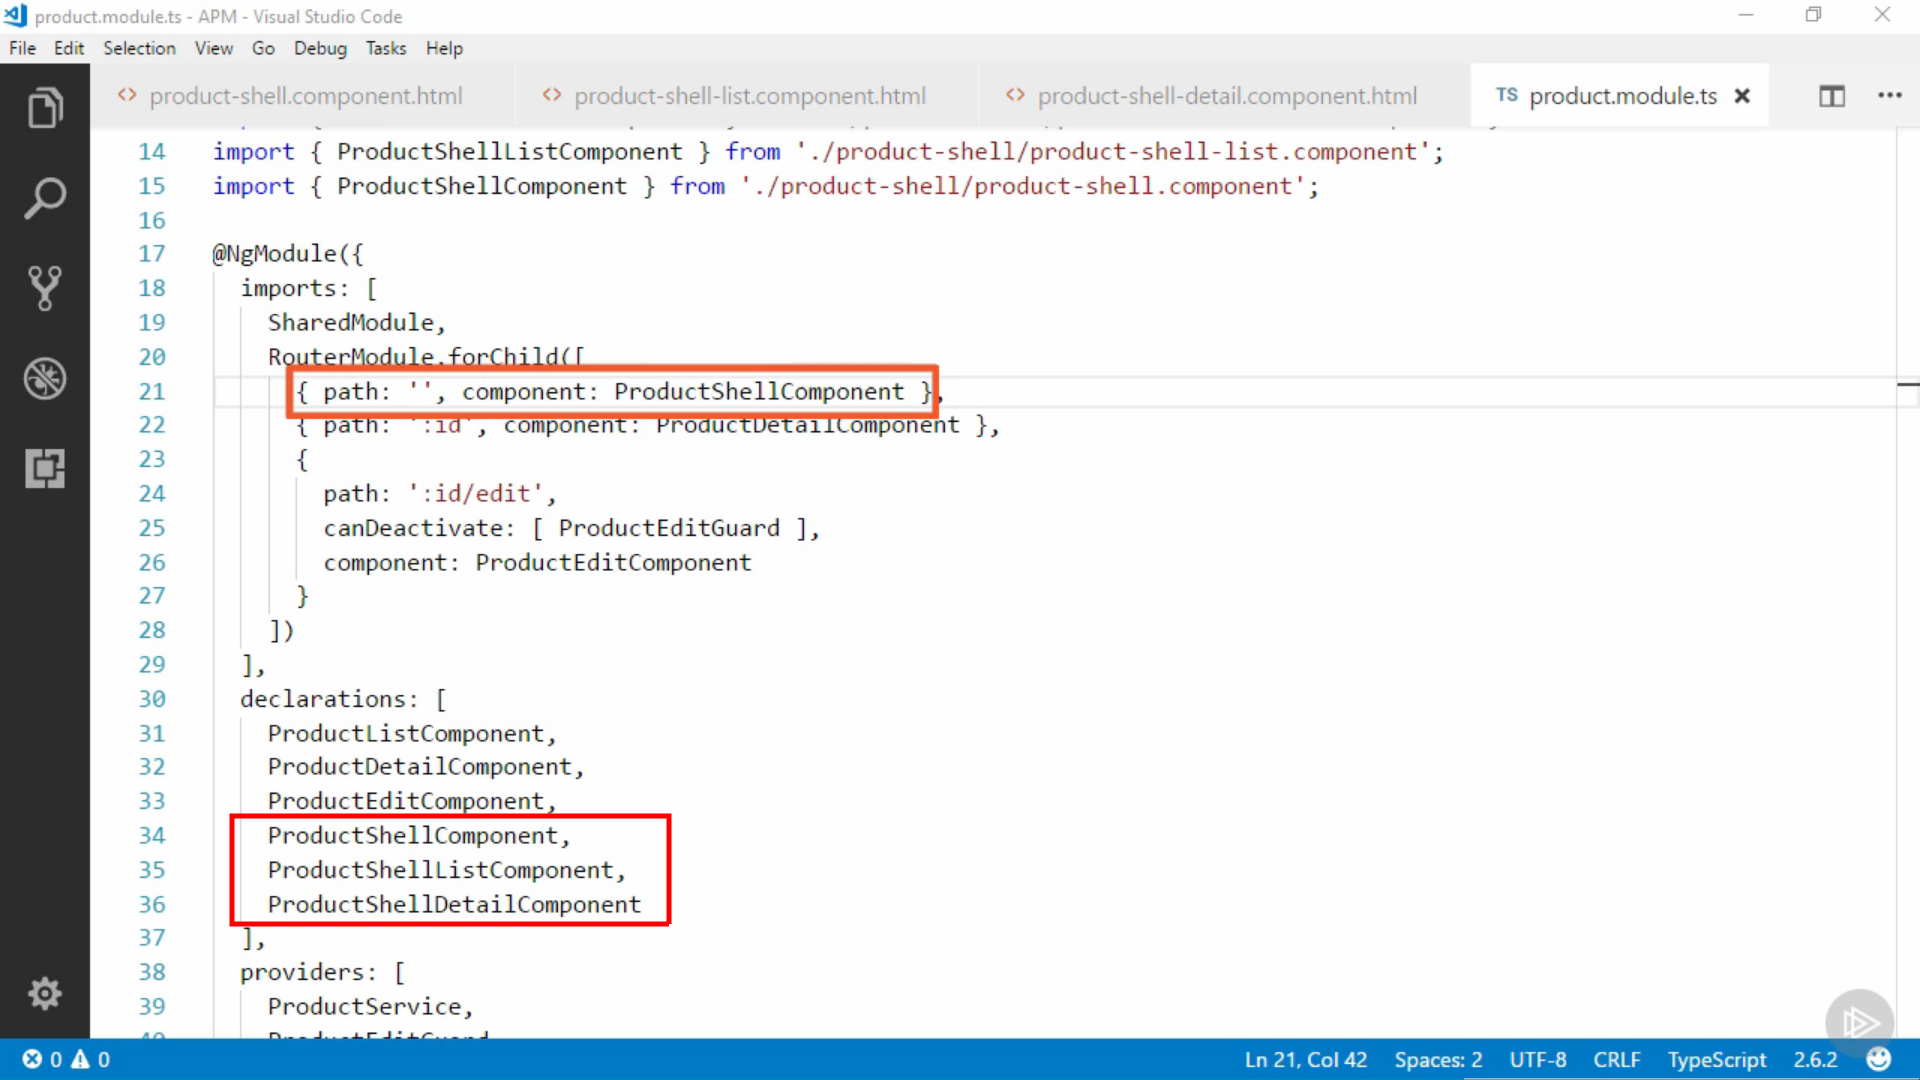 product.module.ts - APM - Visual Studio Code
File Edit Selection View Go Debug Tasks Help
<> product-shell.component.html <> product-shell-list.component.html <> product-shell-detail.component.html TS product.module.ts
14 import { ProductShellListComponent } from './product-shell/product-shell-list.component';
15 import { ProductShellComponent } from './product-shell/product-shell.component';
16
17 @NgModule({
18 imports: [
19 SharedModule,
20 RouterModule.forChild([
21 { path: '', component: ProductShellComponent },
22 { path: ':id', component: ProductDetailComponent },
23 {
24 path: ':id/edit',
25 canDeactivate: [ ProductEditGuard ],
26 component: ProductEditComponent
27 }
28 ])
29 ],
30 declarations: [
31 ProductListComponent,
32 ProductDetailComponent,
33 ProductEditComponent,
34 ProductShellComponent,
35 ProductShellListComponent,
36 ProductShellDetailComponent
37 ],
38 providers: [
39 ProductService,
40 ProductEditGuard
0 0 Ln 21, Col 42 Spaces: 2 UTF-8 CRLF TypeScript 2.6.2